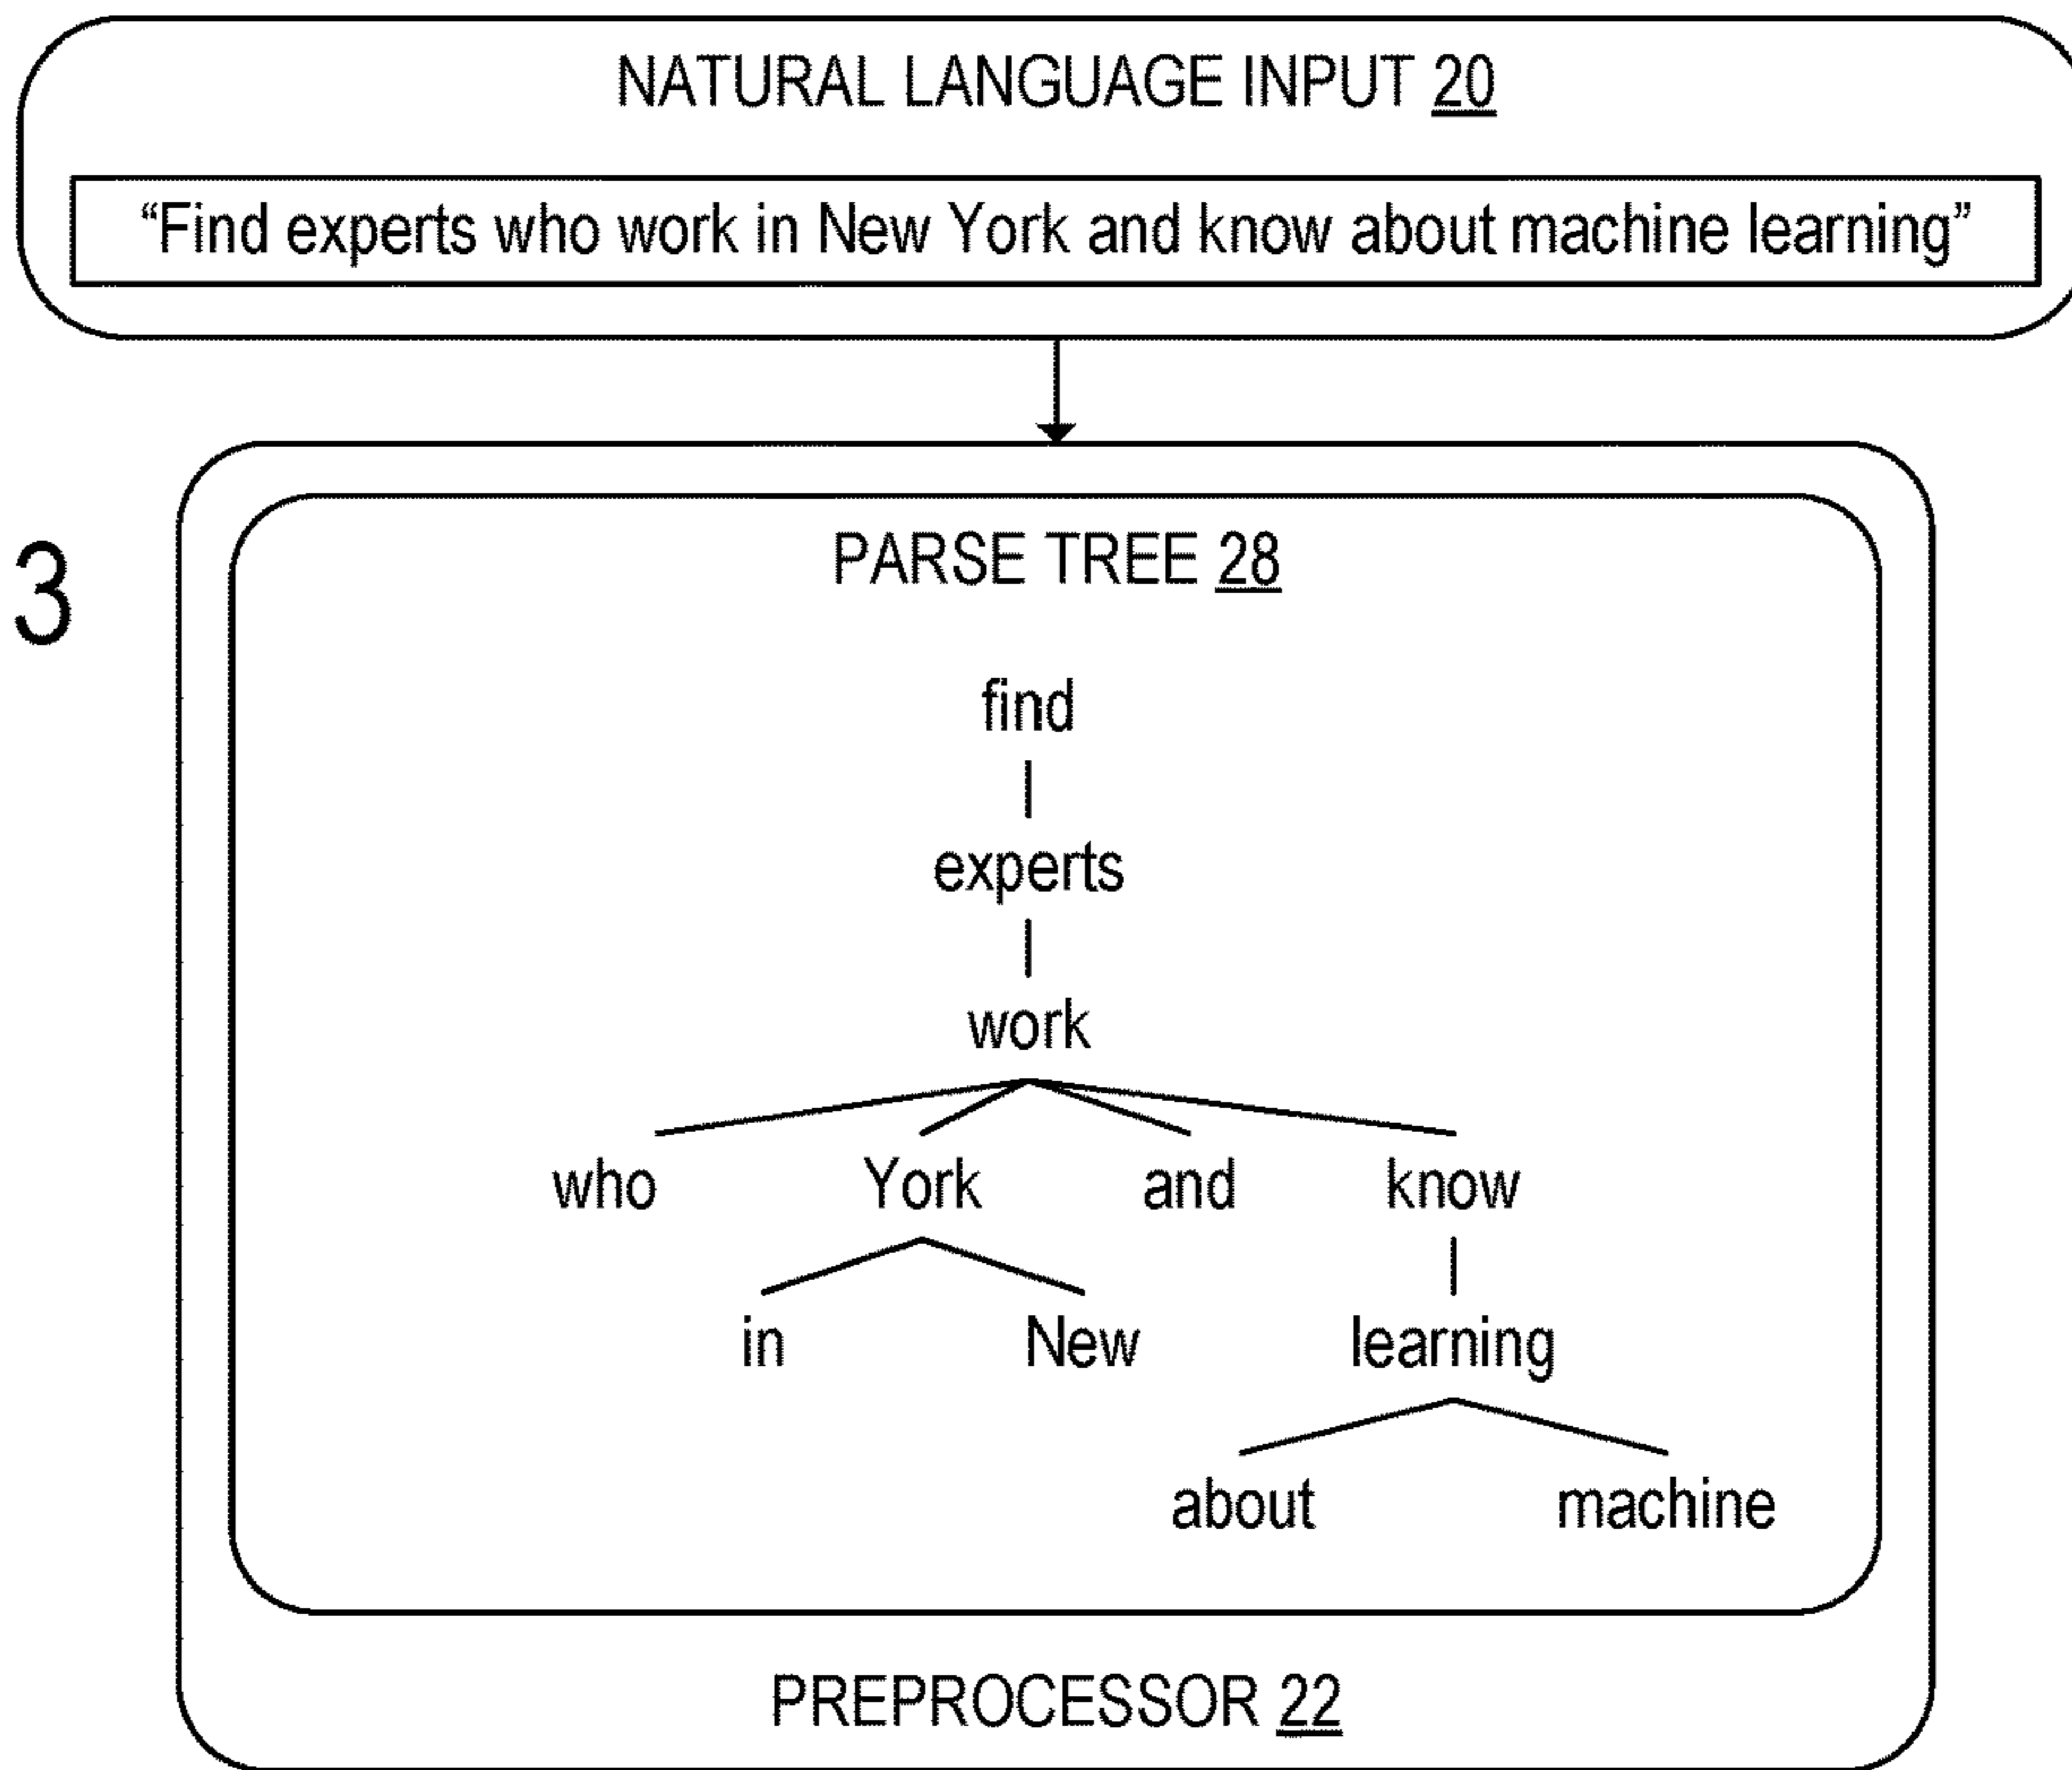 NATURAL LANGUAGE INPUT 20
“Find experts who work in New York and know about machine learning”
3
PARSE TREE 28
find
experts
work
who York and know
in New learning
about machine
PREPROCESSOR 22